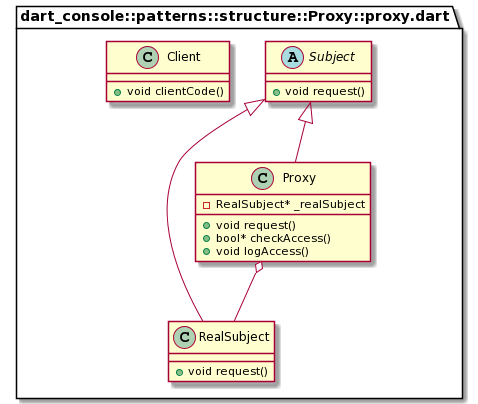 dart_console::patterns::structure::Proxy::proxy.dart
C Client
void clientCode()
A Subject
void request()
C Proxy
RealSubject* _realSubject
void request()
bool* checkAccess()
void logAccess()
C RealSubject
void request()